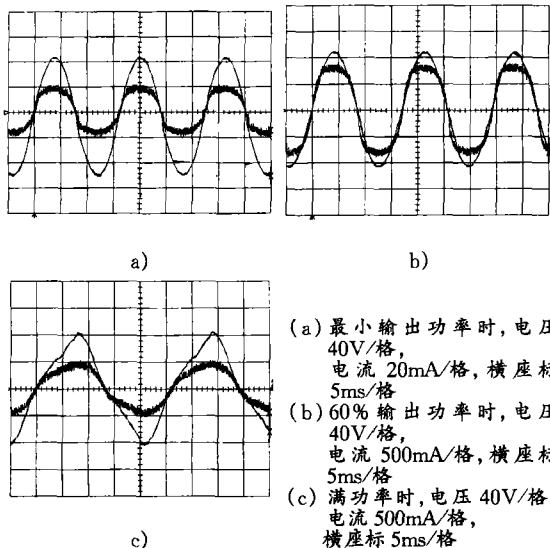 a)
b)
c)
(a) 最小输出功率时,电压
40V/格,
电流 20mA/格,横座标
5ms/格
(b) 60% 输出功率时,电压
40V/格,
电流 500mA/格,横座标
5ms/格
(c) 满功率时,电压 40V/格
电流 500mA/格,
横座标 5ms/格